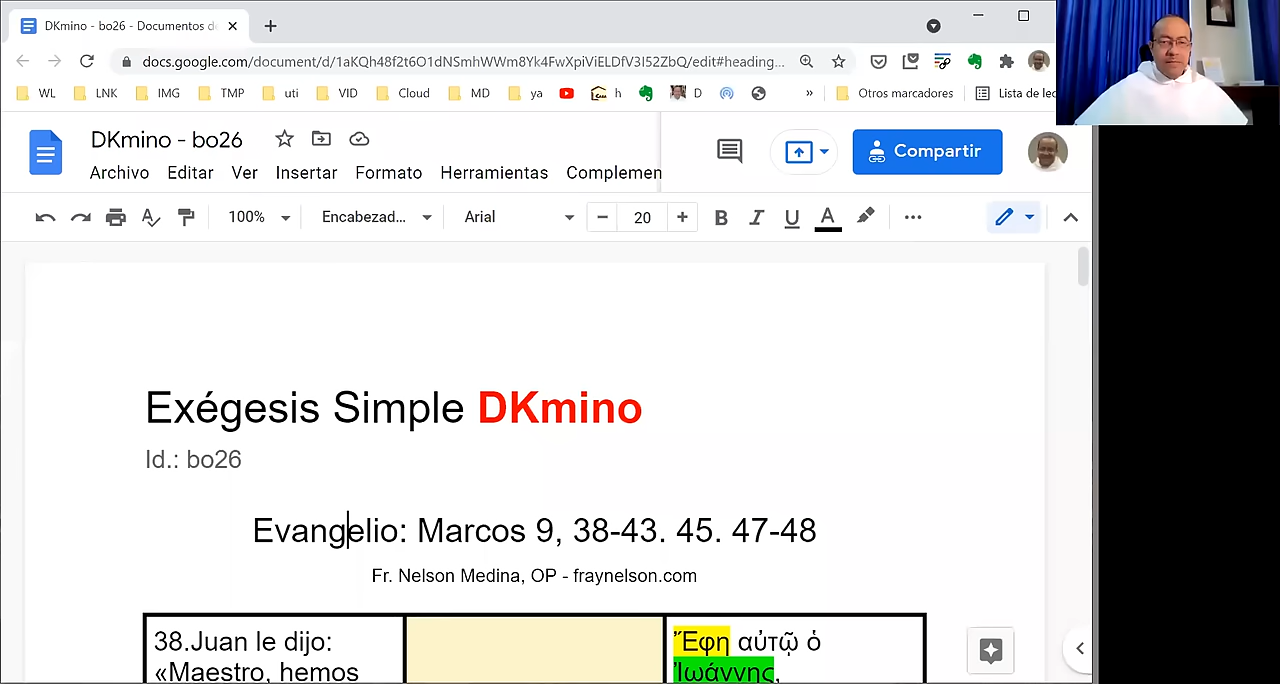 DKmino - bo26 - Documentos d
docs.google.com/document/d/1aKQh48f2t6O1dNSmhWWm8Yk4FwXpiViELDfV3I52ZbQ/edit#heading...
WL LNK IMG TMP uti VID Cloud MD ya h D » Otros marcadores Lista de lec
DKmino - bo26
Compartir
Archivo Editar Ver Insertar Formato Herramientas Complemen
100% Encabezad... Arial 20 B I U A
Exégesis Simple DKmino
Id.: bo26
Evangelio: Marcos 9, 38-43. 45. 47-48
Fr. Nelson Medina, OP - fraynelson.com
38.Juan le dijo:
«Maestro, hemos
Ἔφη αὐτῷ ὁ
Ἰωάννης,